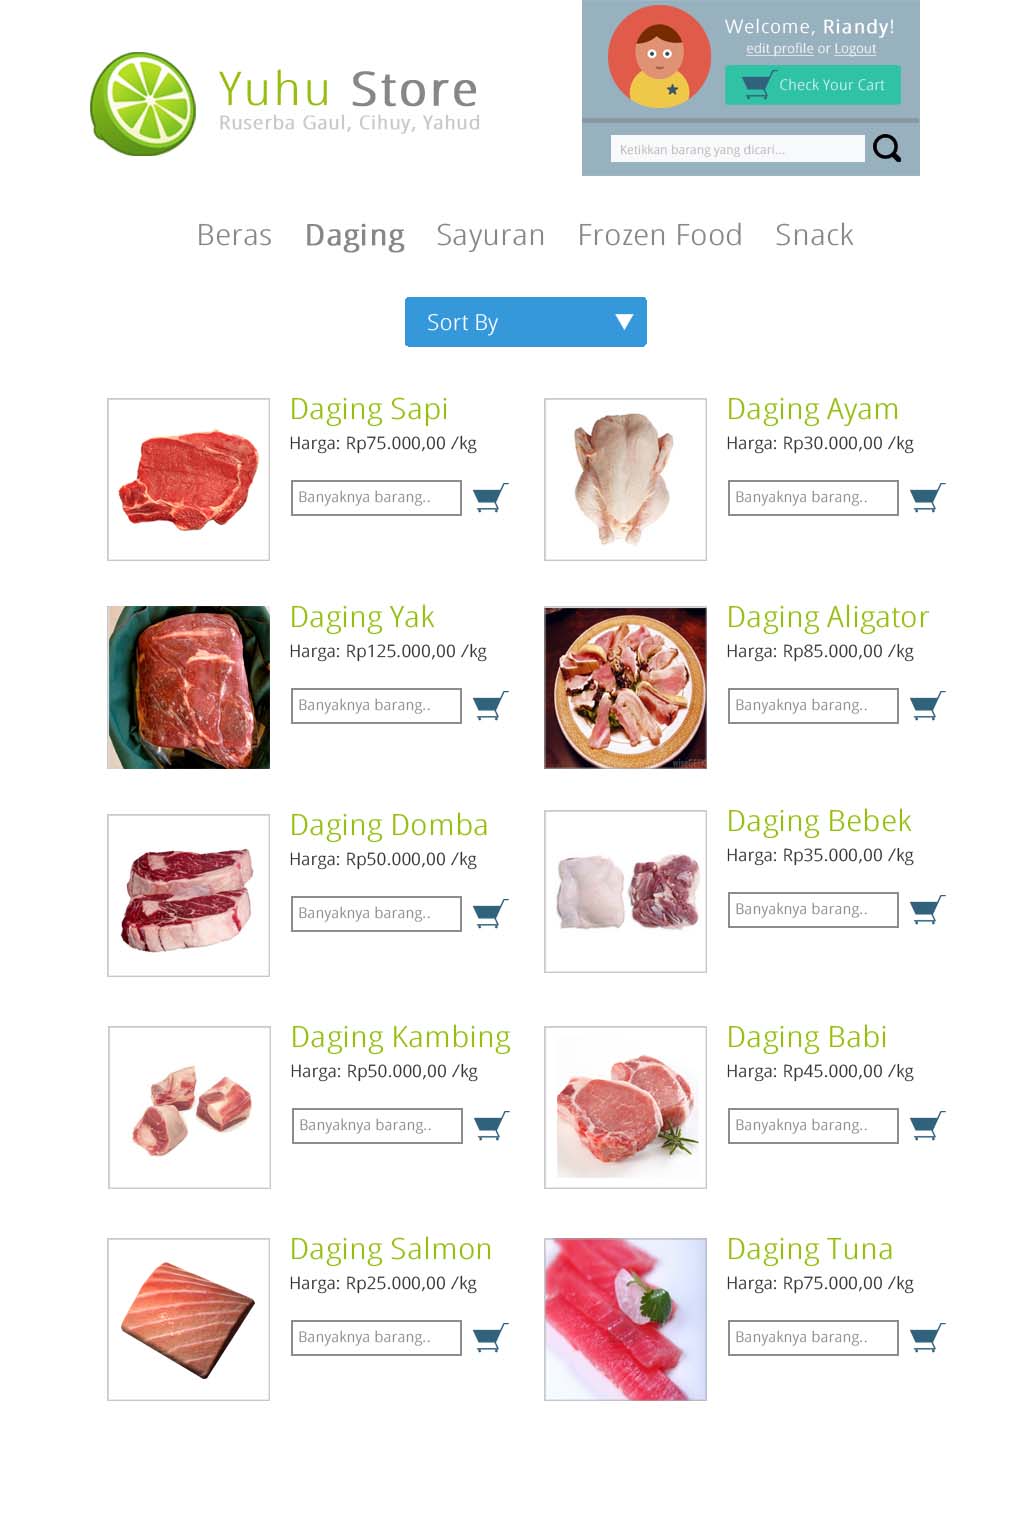 Yuhu Store
Ruserba Gaul, Cihuy, Yahud
Welcome, Riandy!
edit profile or Logout
Check Your Cart
Ketikkan barang yang dicari...
Beras Daging Sayuran Frozen Food Snack
Sort By
Daging Sapi
Harga: Rp75.000,00 /kg
Banyaknya barang..
Daging Ayam
Harga: Rp30.000,00 /kg
Banyaknya barang..
Daging Yak
Harga: Rp125.000,00 /kg
Banyaknya barang..
Daging Aligator
Harga: Rp85.000,00 /kg
Banyaknya barang..
wiseGEEK
Daging Domba
Harga: Rp50.000,00 /kg
Banyaknya barang..
Daging Bebek
Harga: Rp35.000,00 /kg
Banyaknya barang..
Daging Kambing
Harga: Rp50.000,00 /kg
Banyaknya barang..
Daging Babi
Harga: Rp45.000,00 /kg
Banyaknya barang..
Daging Salmon
Harga: Rp25.000,00 /kg
Banyaknya barang..
Daging Tuna
Harga: Rp75.000,00 /kg
Banyaknya barang..